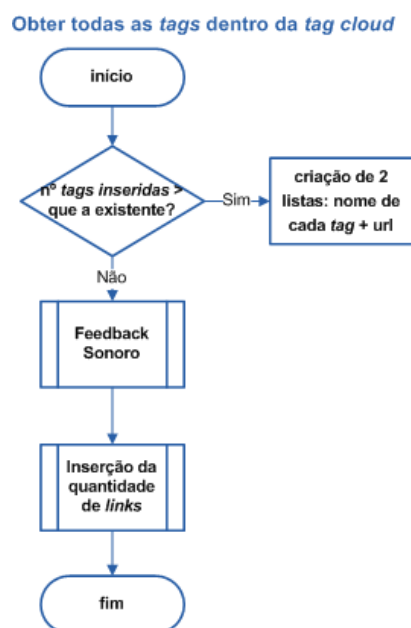 Obter todas as tags dentro da tag cloud
início
nº tags inseridas >
que a existente?
Sim
criação de 2
listas: nome de
cada tag + url
Não
Feedback
Sonoro
Inserção da
quantidade
de links
fim